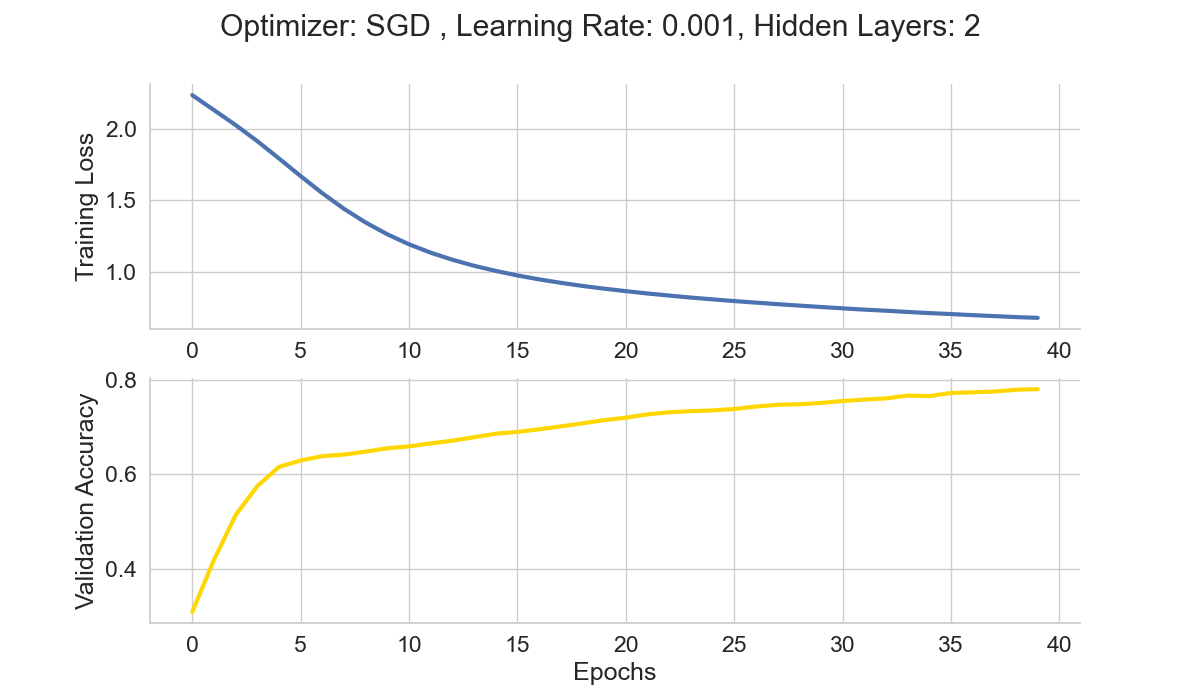 Optimizer: SGD , Learning Rate: 0.001, Hidden Layers: 2
Training Loss
2.0
1.5
1.0
0 5 10 15 20 25 30 35 40
Validation Accuracy
0.8
0.6
0.4
0 5 10 15 20 25 30 35 40
Epochs